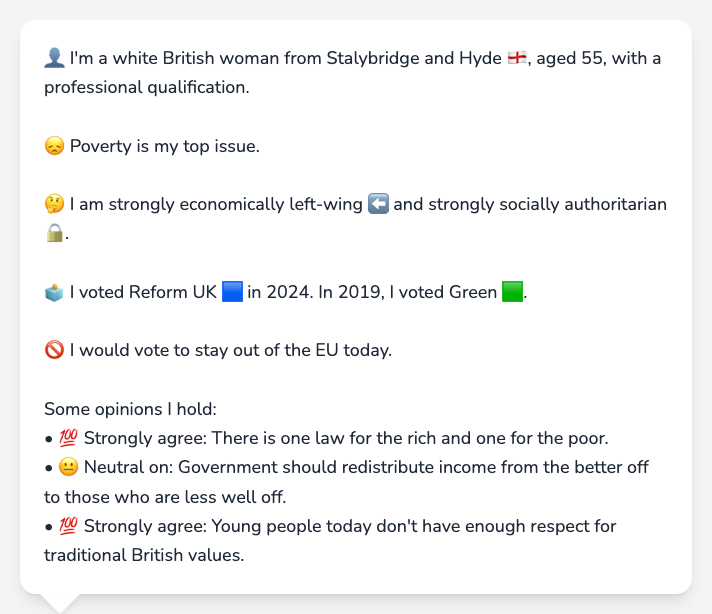 👤 I'm a white British woman from Stalybridge and Hyde 🏴󠁧󠁢󠁥󠁮󠁧󠁿, aged 55, with a
professional qualification.
😞 Poverty is my top issue.
🤔 I am strongly economically left-wing ⬅️ and strongly socially authoritarian
🔒.
🗳️ I voted Reform UK 🟦 in 2024. In 2019, I voted Green 🟩.
🚫 I would vote to stay out of the EU today.
Some opinions I hold:
• 💯 Strongly agree: There is one law for the rich and one for the poor.
• 😐 Neutral on: Government should redistribute income from the better off
to those who are less well off.
• 💯 Strongly agree: Young people today don't have enough respect for
traditional British values.